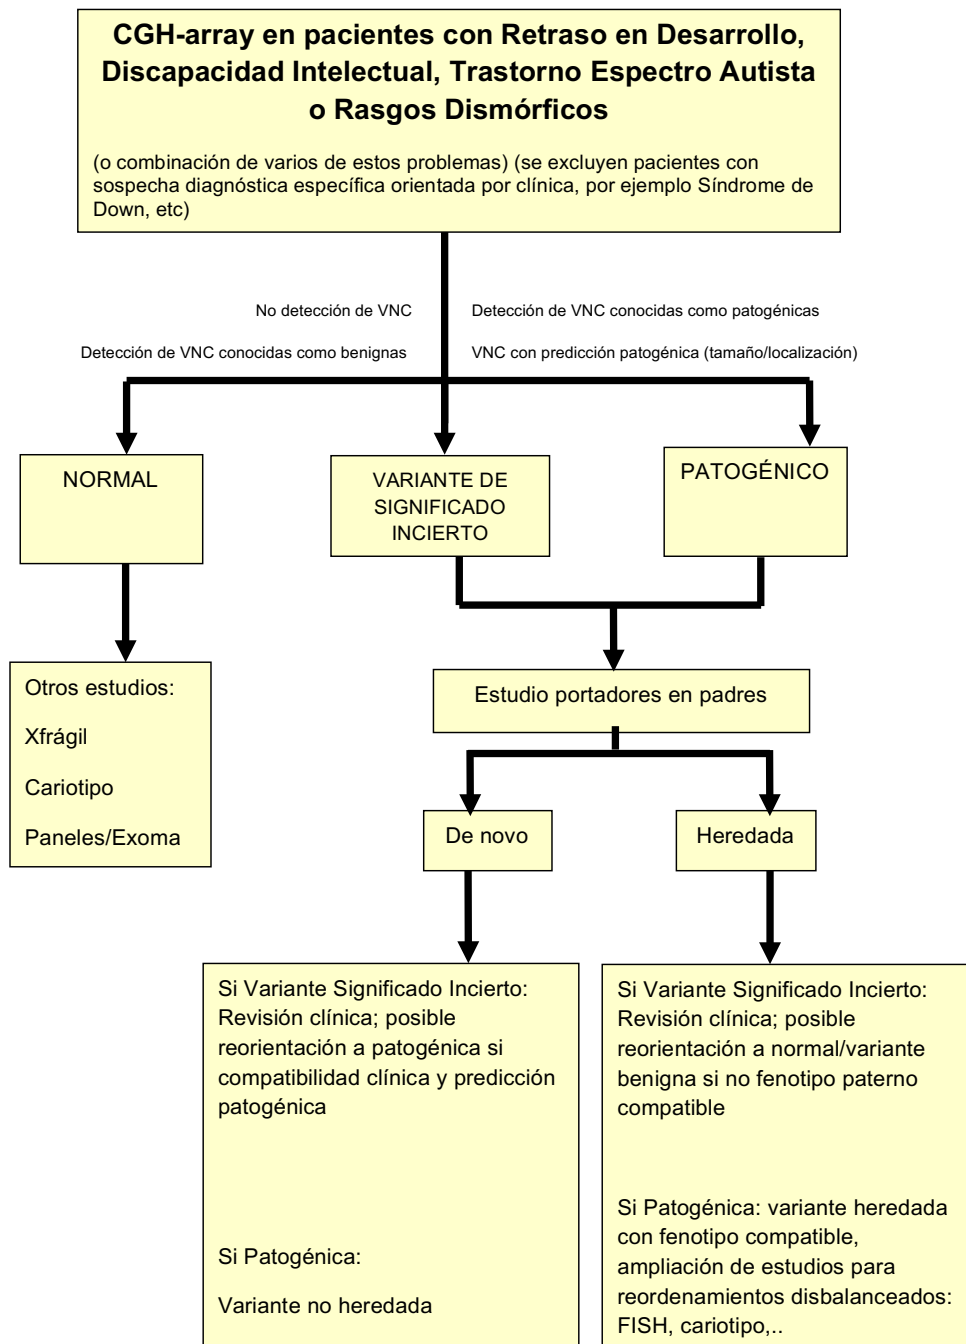 CGH-array en pacientes con Retraso en Desarrollo,
Discapacidad Intelectual, Trastorno Espectro Autista
o Rasgos Dismórficos
(o combinación de varios de estos problemas) (se excluyen pacientes con
sospecha diagnóstica específica orientada por clínica, por ejemplo Síndrome de
Down, etc)
No detección de VNC
Detección de VNC conocidas como benignas
Detección de VNC conocidas como patogénicas
VNC con predicción patogénica (tamaño/localización)
NORMAL
VARIANTE DE
SIGNIFICADO
INCIERTO
PATOGÉNICO
Otros estudios:
Xfrágil
Cariotipo
Paneles/Exoma
Estudio portadores en padres
De novo
Heredada
Si Variante Significado Incierto:
Revisión clínica; posible
reorientación a patogénica si
compatibilidad clínica y predicción
patogénica
Si Patogénica:
Variante no heredada
Si Variante Significado Incierto:
Revisión clínica; posible
reorientación a normal/variante
benigna si no fenotipo paterno
compatible
Si Patogénica: variante heredada
con fenotipo compatible,
ampliación de estudios para
reordenamientos disbalanceados:
FISH, cariotipo,..